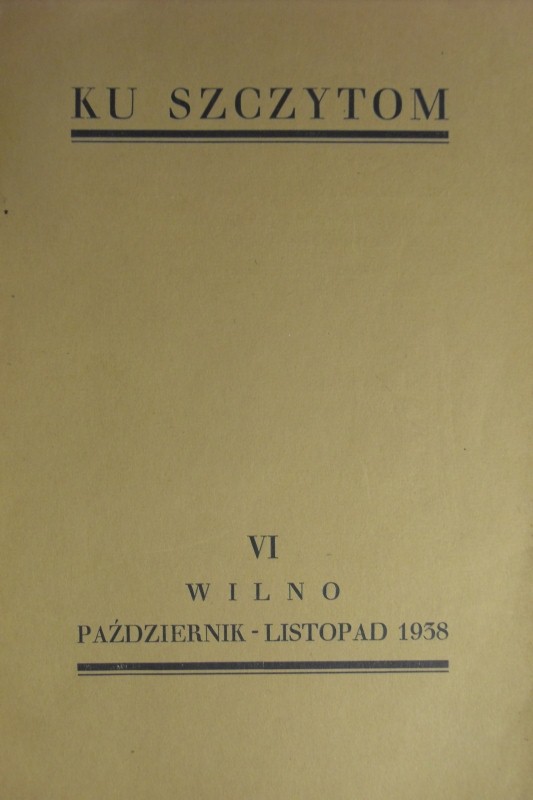 KU SZCZYTOM
VI
WILNO
PAŹDZIERNIK - LISTOPAD 1938